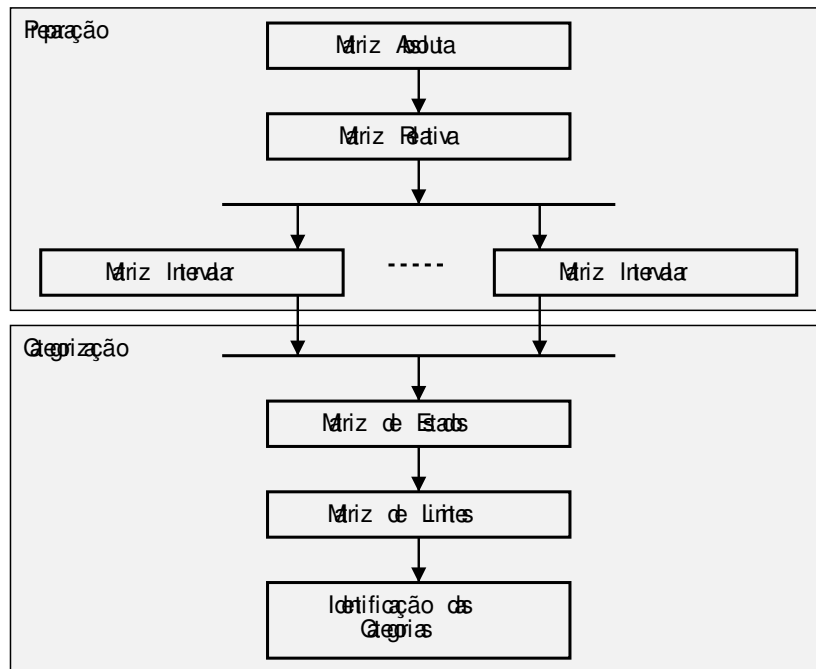 Preparação
Matriz Absoluta
Matriz Relativa
Matriz Intervalar
Matriz Intervalar
Categorização
Matriz de Estados
Matriz de Limites
Identificação das
Categorias